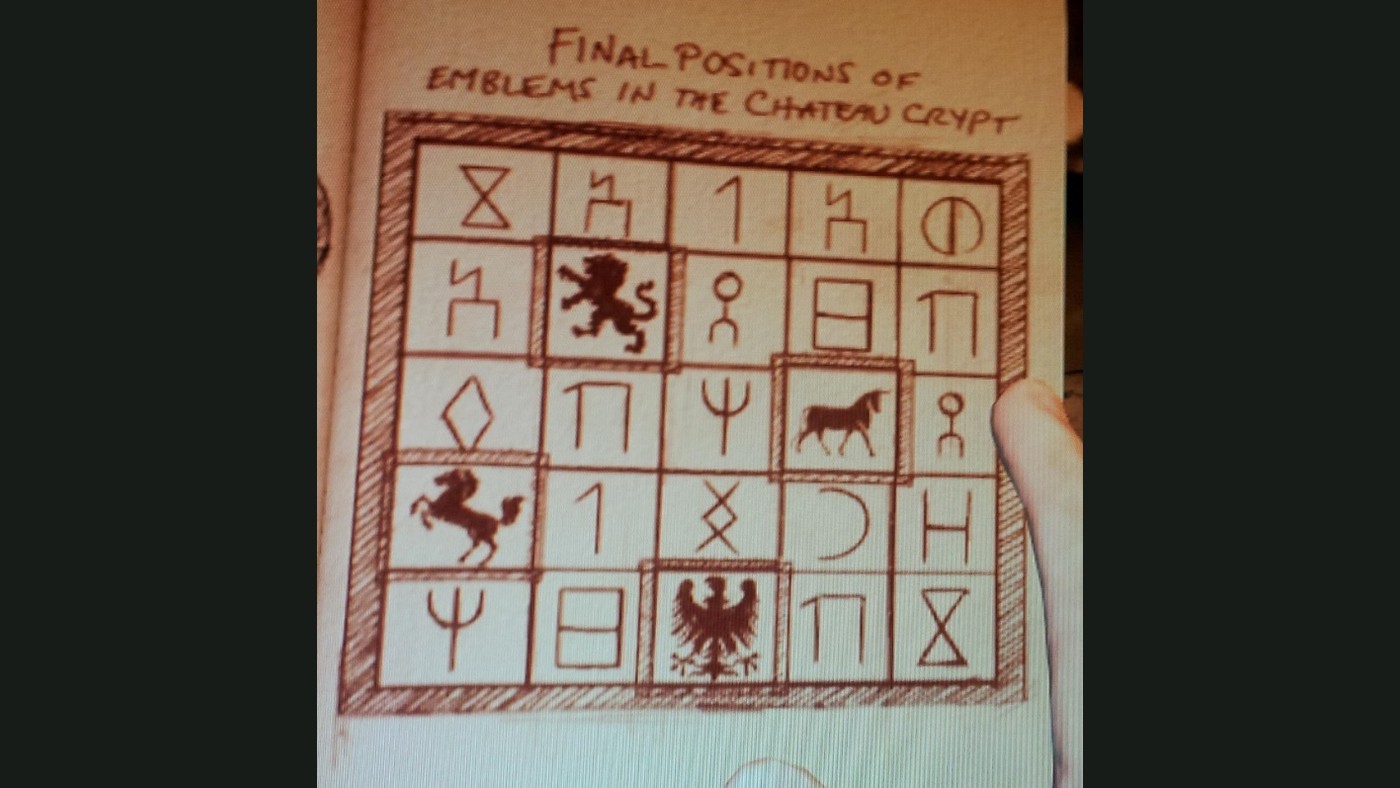 FINAL POSITIONS OF
EMBLEMS IN THE CHATEAU CRYPT